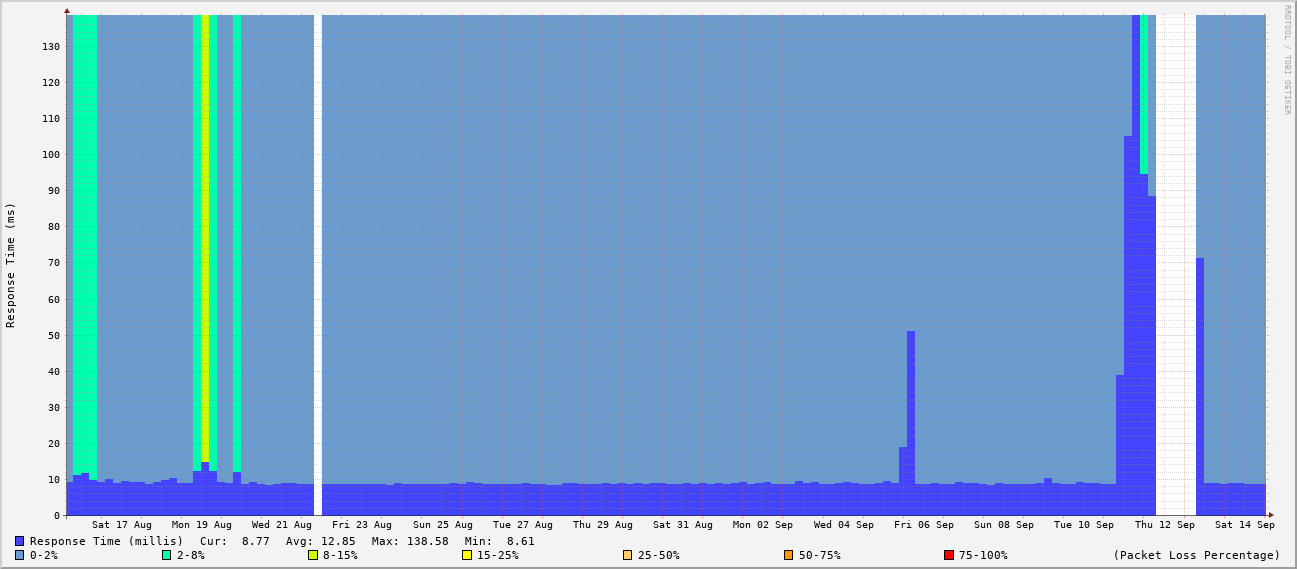 RRDTOOL / TOBI OETIKER
Response Time (ms)
130
120
110
100
90
80
70
60
50
40
30
20
10
0
Sat 17 Aug Mon 19 Aug Wed 21 Aug Fri 23 Aug Sun 25 Aug Tue 27 Aug Thu 29 Aug Sat 31 Aug Mon 02 Sep Wed 04 Sep Fri 06 Sep Sun 08 Sep Tue 10 Sep Thu 12 Sep Sat 14 Sep
Response Time (millis) Cur: 8.77 Avg: 12.85 Max: 138.58 Min: 8.61
0-2% 2-8% 8-15% 15-25% 25-50% 50-75% 75-100% (Packet Loss Percentage)